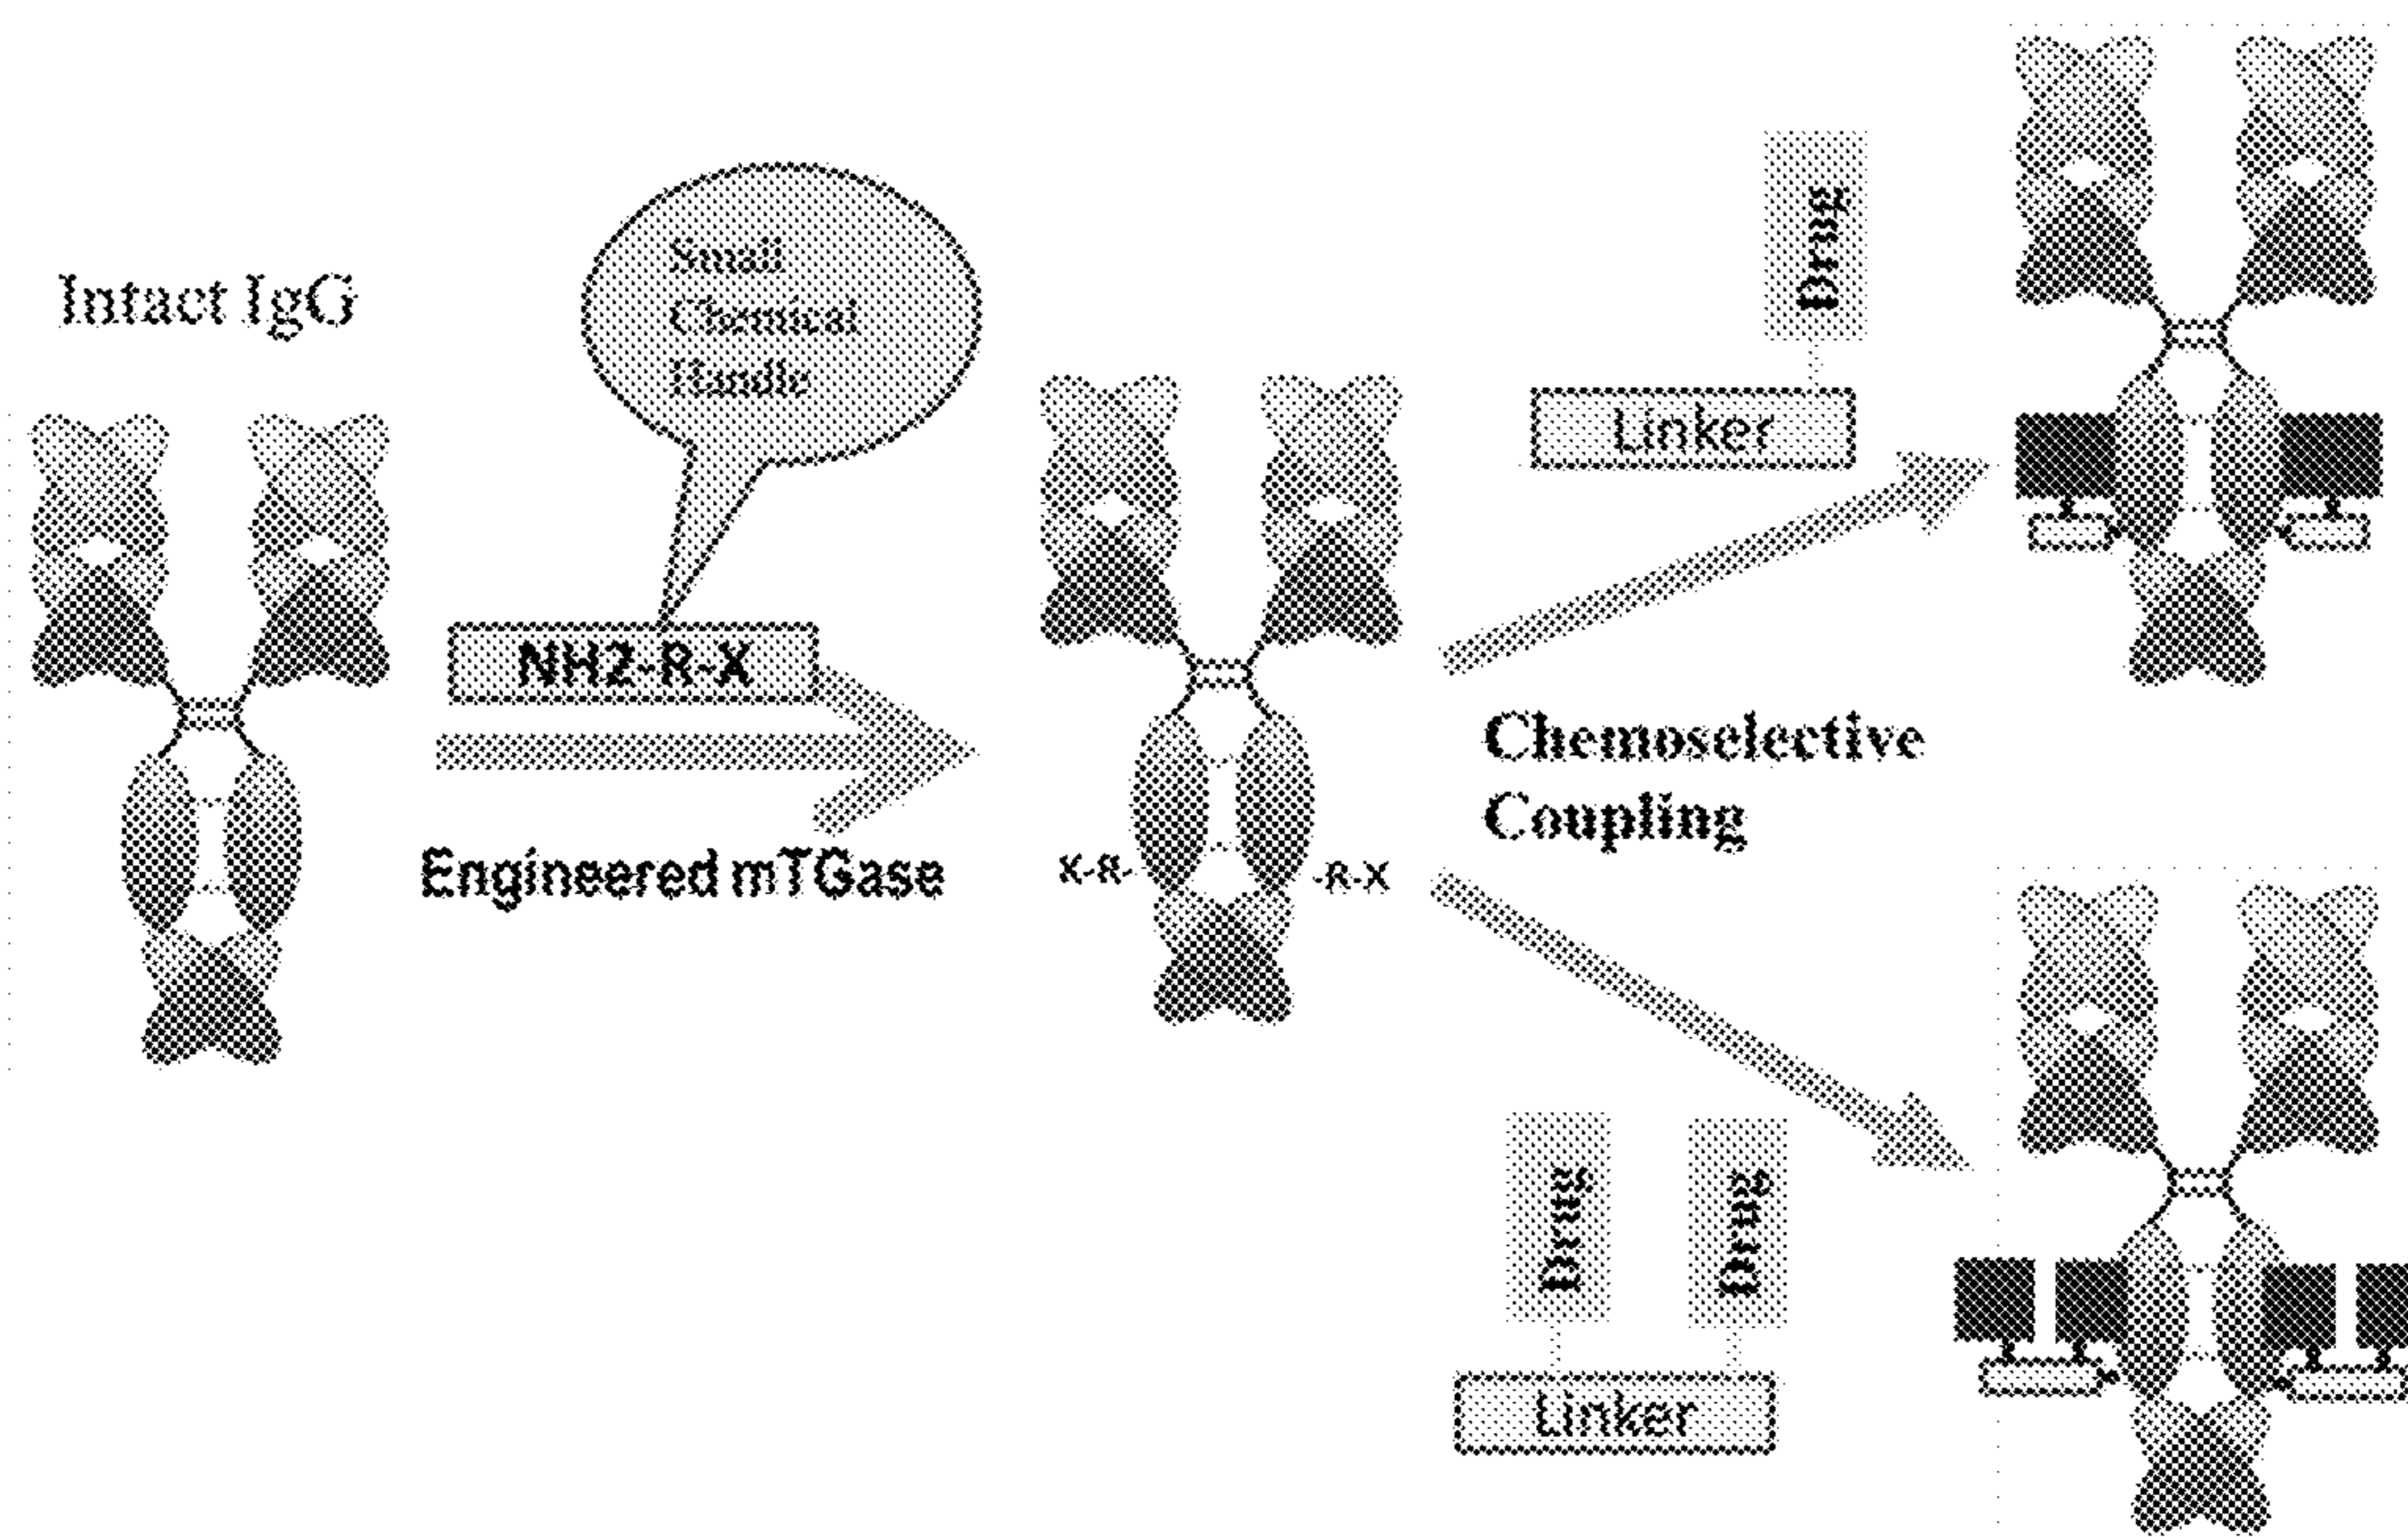 Intact IgG
Small
Chemical
Handle
NH2-R-X
Engineered mTGase
X-R-
-R-X
Drug
Linker
Chemoselective
Coupling
Drug
Drug
Linker